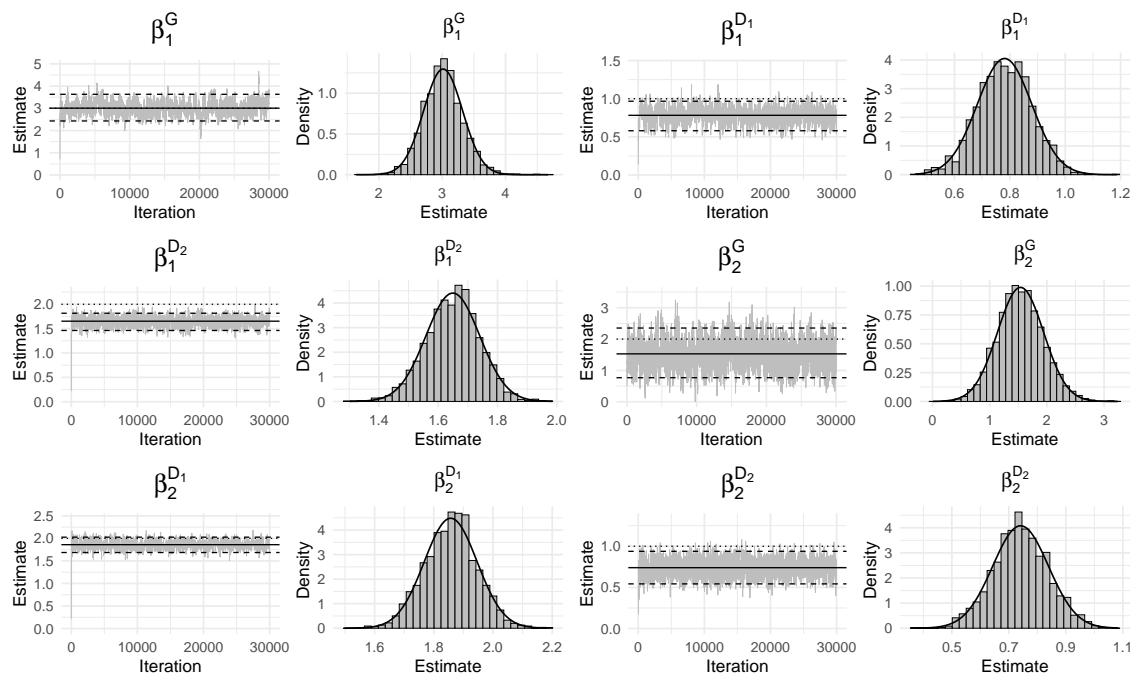 β₁ᴳ
Estimate
5
4
3
2
1
0
0 10000 20000 30000
Iteration
β₁ᴳ
Density
1.0
0.5
0.0
2 3 4
Estimate
β₁ᴰ¹
Estimate
1.5
1.0
0.5
0.0
0 10000 20000 30000
Iteration
β₁ᴰ¹
Density
4
3
2
1
0
0.6 0.8 1.0 1.2
Estimate
β₁ᴰ²
Estimate
2.0
1.5
1.0
0.5
0.0
0 10000 20000 30000
Iteration
β₁ᴰ²
Density
4
3
2
1
0
1.4 1.6 1.8 2.0
Estimate
β₂ᴳ
Estimate
3
2
1
0
0 10000 20000 30000
Iteration
β₂ᴳ
Density
1.00
0.75
0.50
0.25
0.00
0 1 2 3
Estimate
β₂ᴰ¹
Estimate
2.5
2.0
1.5
1.0
0.5
0.0
0 10000 20000 30000
Iteration
β₂ᴰ¹
Density
4
3
2
1
0
1.6 1.8 2.0 2.2
Estimate
β₂ᴰ²
Estimate
1.0
0.5
0.0
0 10000 20000 30000
Iteration
β₂ᴰ²
Density
4
3
2
1
0
0.5 0.7 0.9 1.1
Estimate